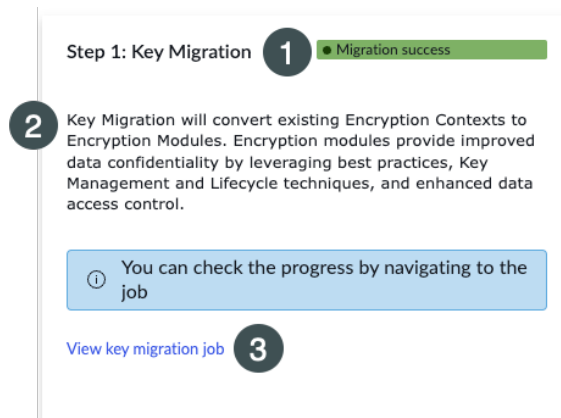 Step 1: Key Migration 1 Migration success
2 Key Migration will convert existing Encryption Contexts to
Encryption Modules. Encryption modules provide improved
data confidentiality by leveraging best practices, Key
Management and Lifecycle techniques, and enhanced data
access control.
You can check the progress by navigating to the
job
View key migration job 3